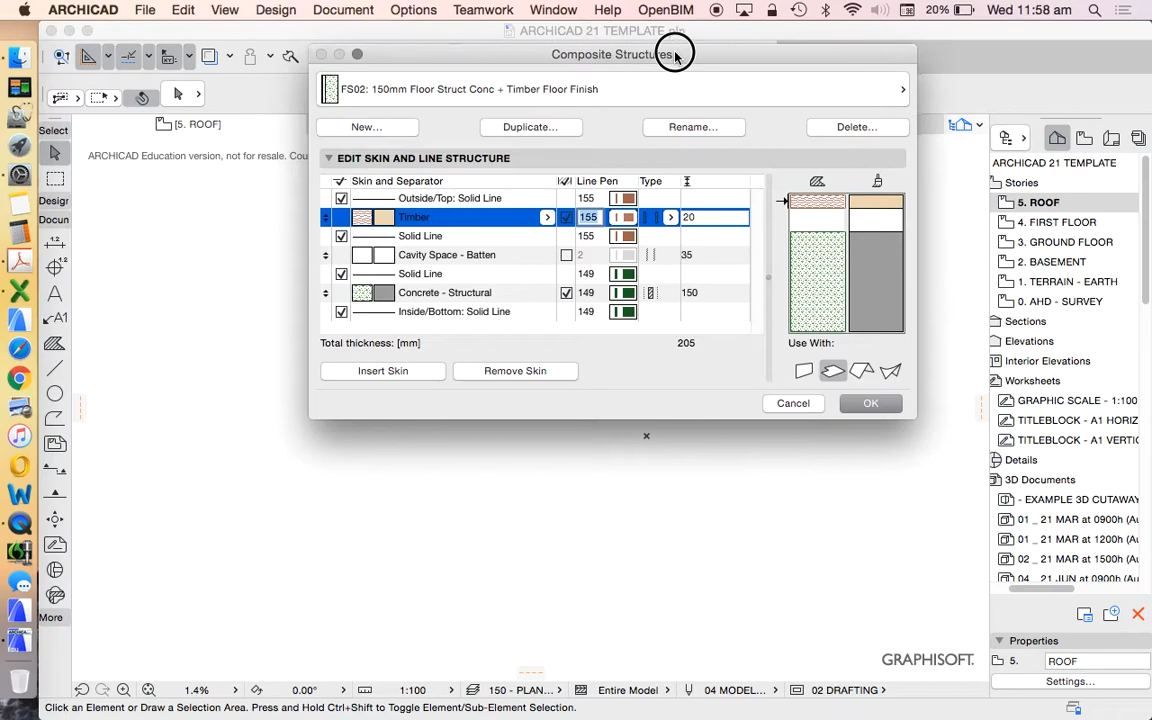 ARCHICAD File Edit View Design Document Options Teamwork Window Help OpenBIM 20% Wed 11:58 am
ARCHICAD 21 TEMPLATE.pln
Composite Structures
FS02: 150mm Floor Struct Conc + Timber Floor Finish
New... Duplicate... Rename... Delete...
EDIT SKIN AND LINE STRUCTURE
Skin and Separator Line Pen Type
Outside/Top: Solid Line 155
Timber 155 20
Solid Line 155
Cavity Space - Batten 2 35
Solid Line 149
Concrete - Structural 149 150
Inside/Bottom: Solid Line 149
Total thickness: [mm] 205
Use With:
Insert Skin Remove Skin
Cancel OK
[5. ROOF]
ARCHICAD Education version, not for resale. Cou
Select
Design
Docun
More
ARCHICAD 21 TEMPLATE
Stories
5. ROOF
4. FIRST FLOOR
3. GROUND FLOOR
2. BASEMENT
1. TERRAIN - EARTH
0. AHD - SURVEY
Sections
Elevations
Interior Elevations
Worksheets
GRAPHIC SCALE - 1:100
TITLEBLOCK - A1 HORIZ
TITLEBLOCK - A1 VERTIC
Details
3D Documents
- EXAMPLE 3D CUTAWAY
01 _ 21 MAR at 0900h (Au
01 _ 21 MAR at 1200h (Au
02 _ 21 MAR at 1500h (Au
04 _ 21 JUN at 0900h (Au
Properties
5. ROOF
Settings...
GRAPHISOFT.
1.4% 0.00° 1:100 150 - PLAN... Entire Model 04 MODEL... 02 DRAFTING
Click an Element or Draw a Selection Area. Press and Hold Ctrl+Shift to Toggle Element/Sub-Element Selection.